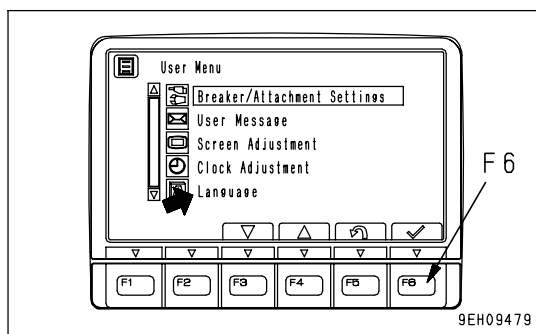 User Menu
Breaker/Attachment Settings
User Message
Screen Adjustment
Clock Adjustment
Language
F6
F1 F2 F3 F4 F5 F6
9EH09479